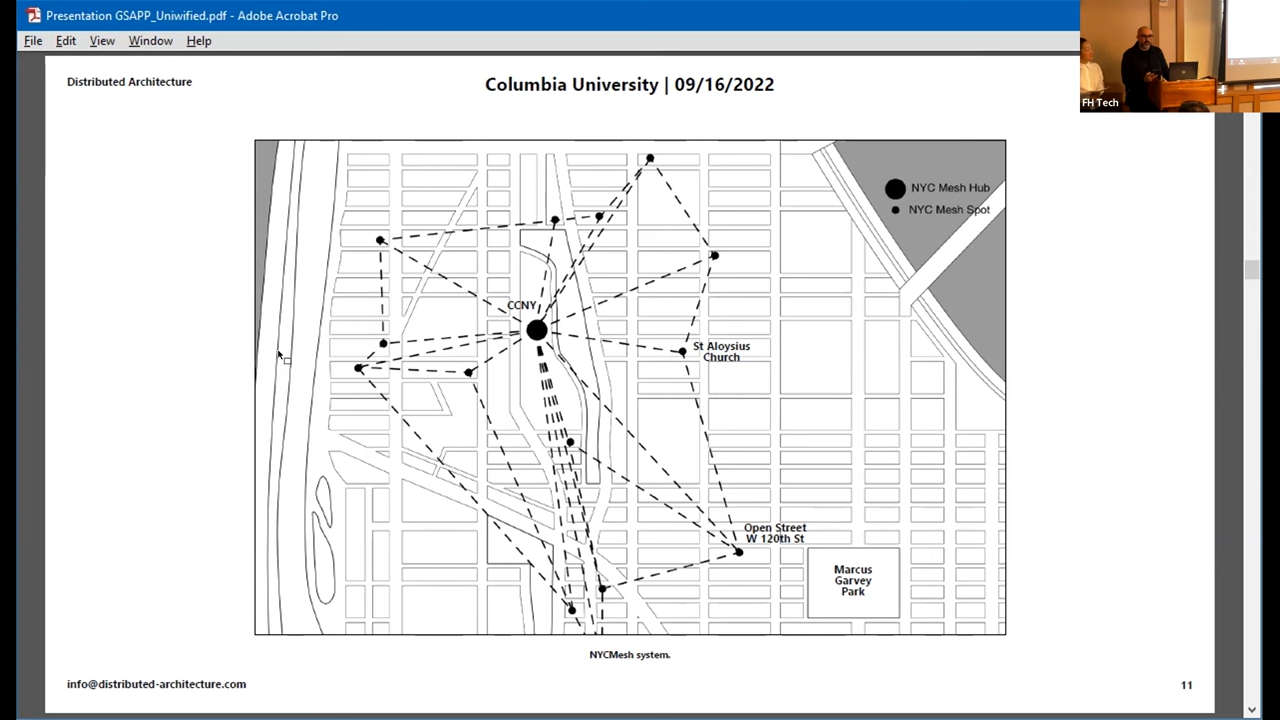 Presentation GSAPP_Uniwified.pdf - Adobe Acrobat Pro
File Edit View Window Help
FH Tech
Distributed Architecture
Columbia University | 09/16/2022
NYC Mesh Hub
NYC Mesh Spot
CCNY
St Aloysius
Church
Open Street
W 120th St
Marcus
Garvey
Park
NYCMesh system.
info@distributed-architecture.com
11